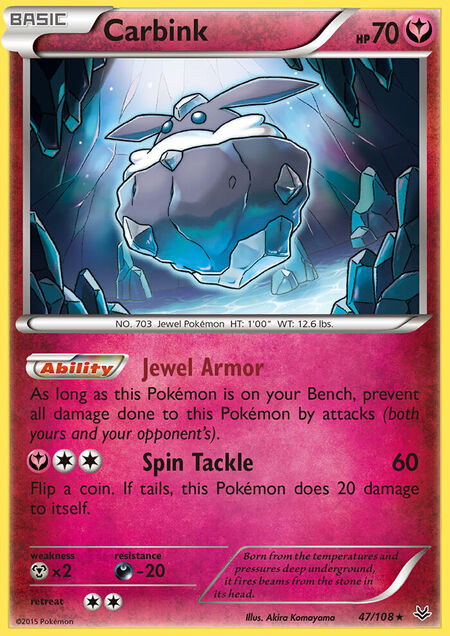 BASIC
Carbink
HP 70
NO. 703 Jewel Pokémon HT: 1'00" WT: 12.6 lbs.
Ability
Jewel Armor
As long as this Pokémon is on your Bench, prevent
all damage done to this Pokémon by attacks (both
yours and your opponent's).
Spin Tackle 60
Flip a coin. If tails, this Pokémon does 20 damage
to itself.
weakness
×2
resistance
-20
retreat
Born from the temperatures and
pressures deep underground,
it fires beams from the stone in
its head.
©2015 Pokémon
Illus. Akira Komayama
47/108